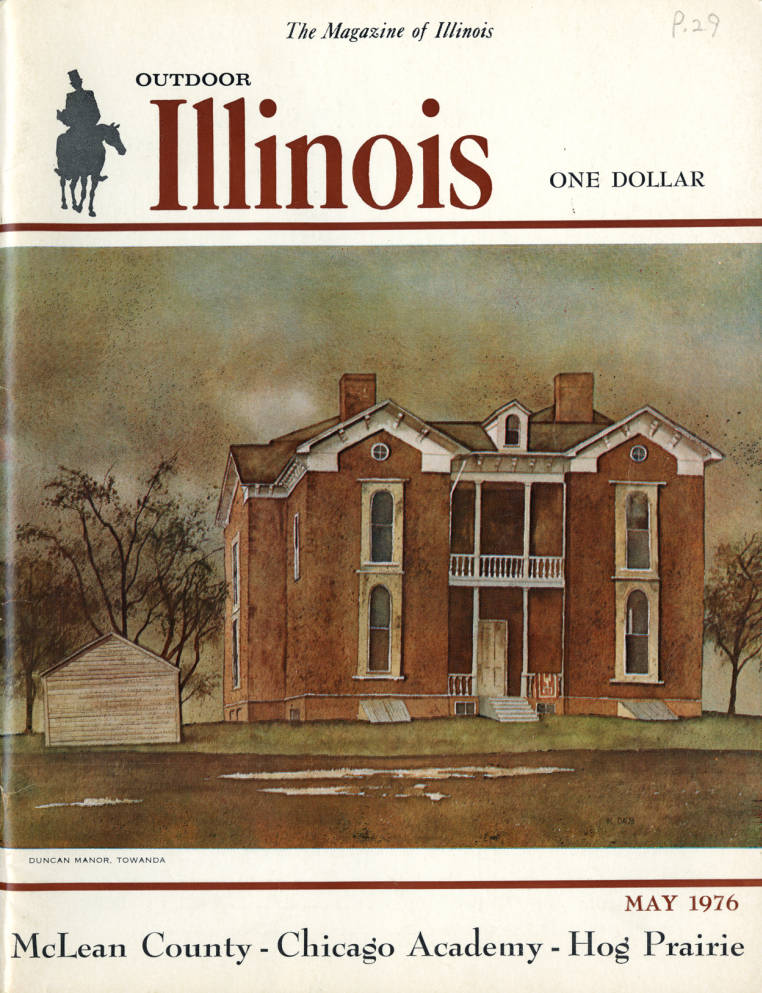 The Magazine of Illinois
P.29
OUTDOOR
Illinois
ONE DOLLAR
DUNCAN MANOR, TOWANDA
MAY 1976
McLean County - Chicago Academy - Hog Prairie